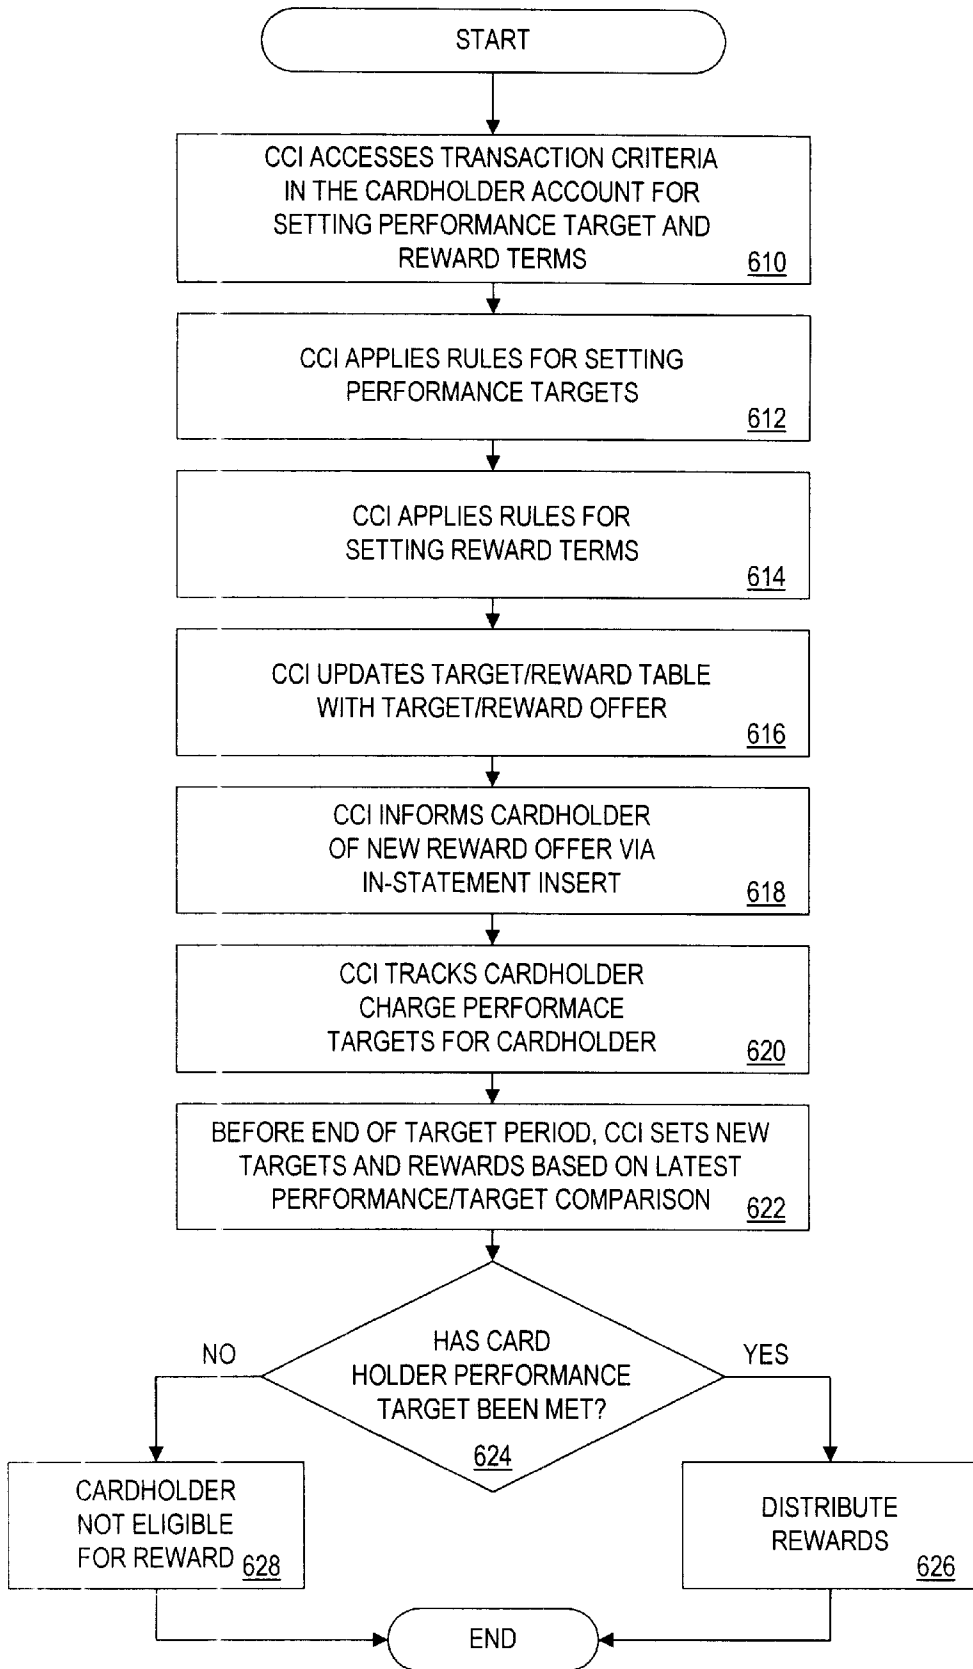 START
CCI ACCESSES TRANSACTION CRITERIA
IN THE CARDHOLDER ACCOUNT FOR
SETTING PERFORMANCE TARGET AND
REWARD TERMS 610
CCI APPLIES RULES FOR SETTING
PERFORMANCE TARGETS
612
CCI APPLIES RULES FOR
SETTING REWARD TERMS
614
CCI UPDATES TARGET/REWARD TABLE
WITH TARGET/REWARD OFFER
616
CCI INFORMS CARDHOLDER
OF NEW REWARD OFFER VIA
IN-STATEMENT INSERT 618
CCI TRACKS CARDHOLDER
CHARGE PERFORMACE
TARGETS FOR CARDHOLDER 620
BEFORE END OF TARGET PERIOD, CCI SETS NEW
TARGETS AND REWARDS BASED ON LATEST
PERFORMANCE/TARGET COMPARISON 622
HAS CARD
HOLDER PERFORMANCE
TARGET BEEN MET?
624
NO
YES
CARDHOLDER
NOT ELIGIBLE
FOR REWARD 628
DISTRIBUTE
REWARDS
626
END